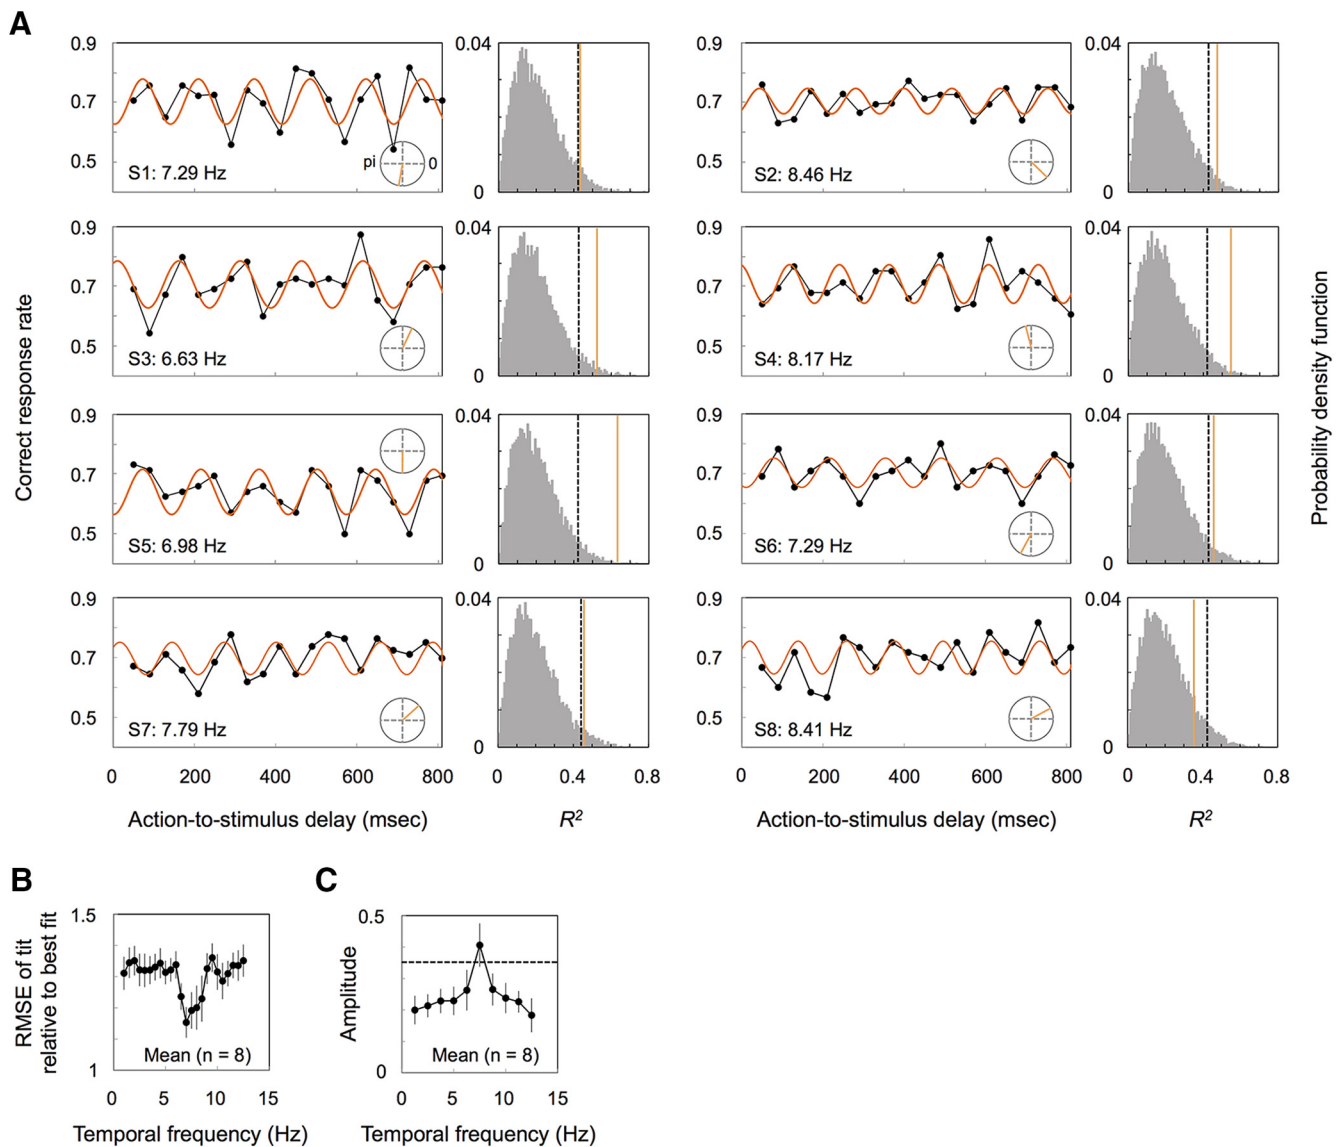 A
0.9
0.7
0.5
S1: 7.29 Hz
pi
0
0.04
0
0.9
0.7
0.5
S2: 8.46 Hz
0.04
0
0.9
0.7
0.5
S3: 6.63 Hz
0.04
0
0.9
0.7
0.5
S4: 8.17 Hz
0.04
0
0.9
0.7
0.5
S5: 6.98 Hz
0.04
0
0.9
0.7
0.5
S6: 7.29 Hz
0.04
0
0.9
0.7
0.5
S7: 7.79 Hz
0.04
0
0.9
0.7
0.5
S8: 8.41 Hz
0.04
0
Correct response rate
Probability density function
0 200 400 600 800
0 0.4 0.8
0 200 400 600 800
0 0.4 0.8
Action-to-stimulus delay (msec)
R²
Action-to-stimulus delay (msec)
R²
B
RMSE of tit
relative to best fit
1.5
1
Mean (n = 8)
0 5 10 15
Temporal frequency (Hz)
C
Amplitude
0.5
0
Mean (n = 8)
0 5 10 15
Temporal frequency (Hz)